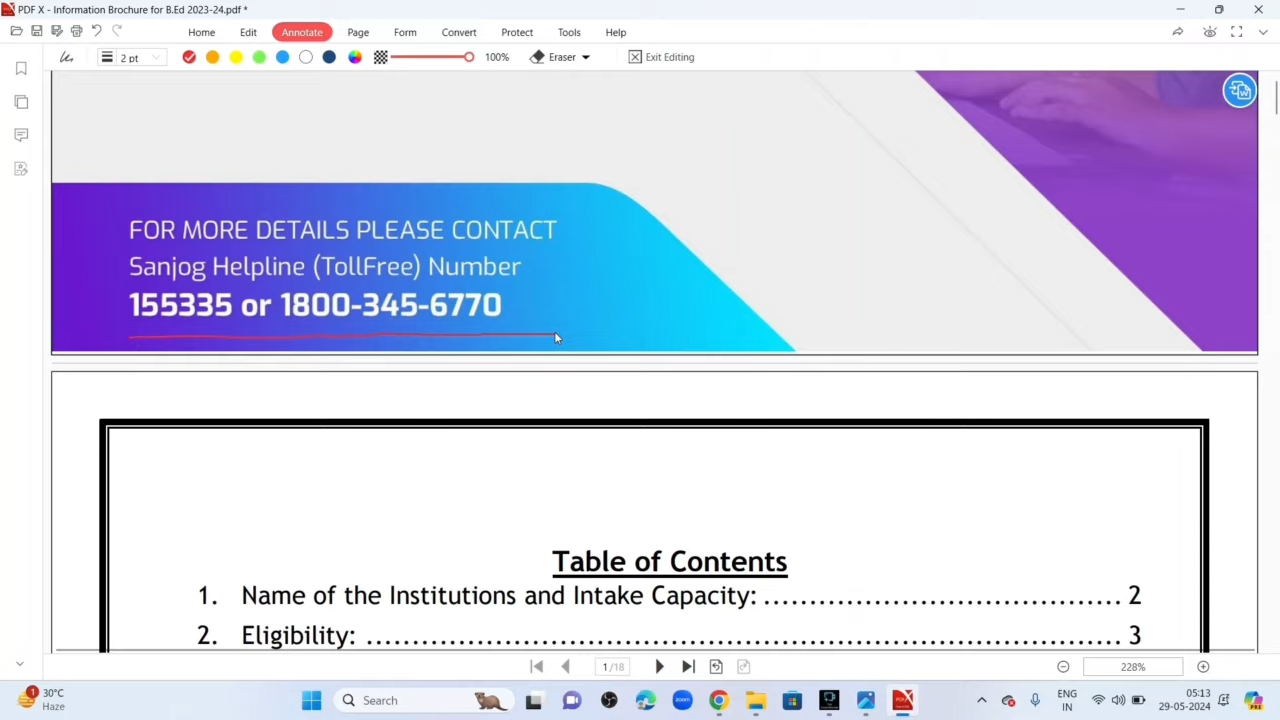 PDF X - Information Brochure for B.Ed 2023-24.pdf *
Home Edit Annotate Page Form Convert Protect Tools Help
2 pt 100% Eraser Exit Editing
FOR MORE DETAILS PLEASE CONTACT
Sanjog Helpline (TollFree) Number
155335 or 1800-345-6770
Table of Contents
1. Name of the Institutions and Intake Capacity: ........................................ 2
2. Eligibility: .................................................................................... 3
1 /18 228%
1 30°C
Haze
Search
zoom
ENG
IN
05:13
29-05-2024